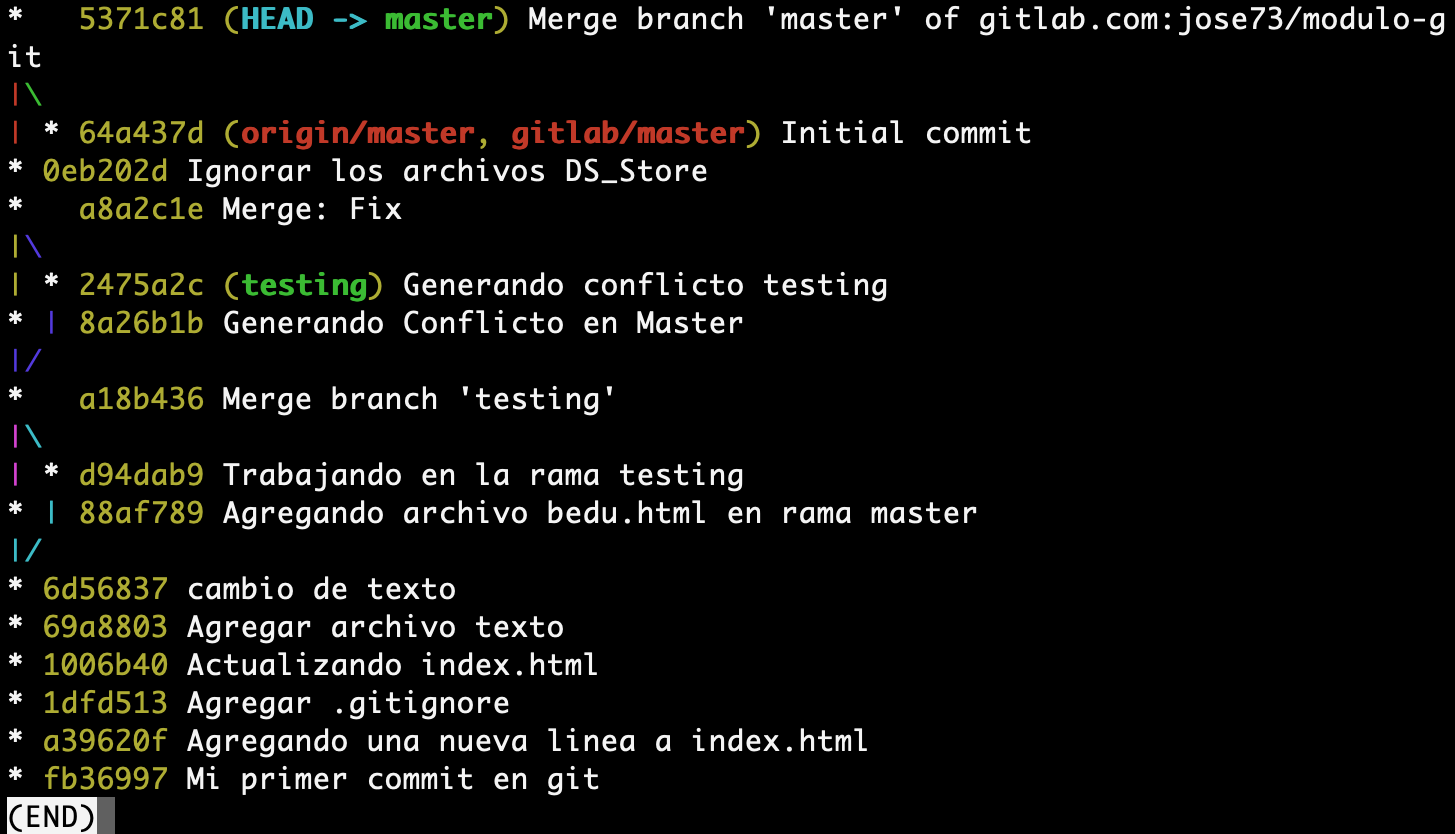 *   5371c81 (HEAD -> master) Merge branch 'master' of gitlab.com:jose73/modulo-g
it
|\
| * 64a437d (origin/master, gitlab/master) Initial commit
* 0eb202d Ignorar los archivos DS_Store
*   a8a2c1e Merge: Fix
|\
| * 2475a2c (testing) Generando conflicto testing
* | 8a26b1b Generando Conflicto en Master
|/
*   a18b436 Merge branch 'testing'
|\
| * d94dab9 Trabajando en la rama testing
* | 88af789 Agregando archivo bedu.html en rama master
|/
* 6d56837 cambio de texto
* 69a8803 Agregar archivo texto
* 1006b40 Actualizando index.html
* 1dfd513 Agregar .gitignore
* a39620f Agregando una nueva linea a index.html
* fb36997 Mi primer commit en git
(END)